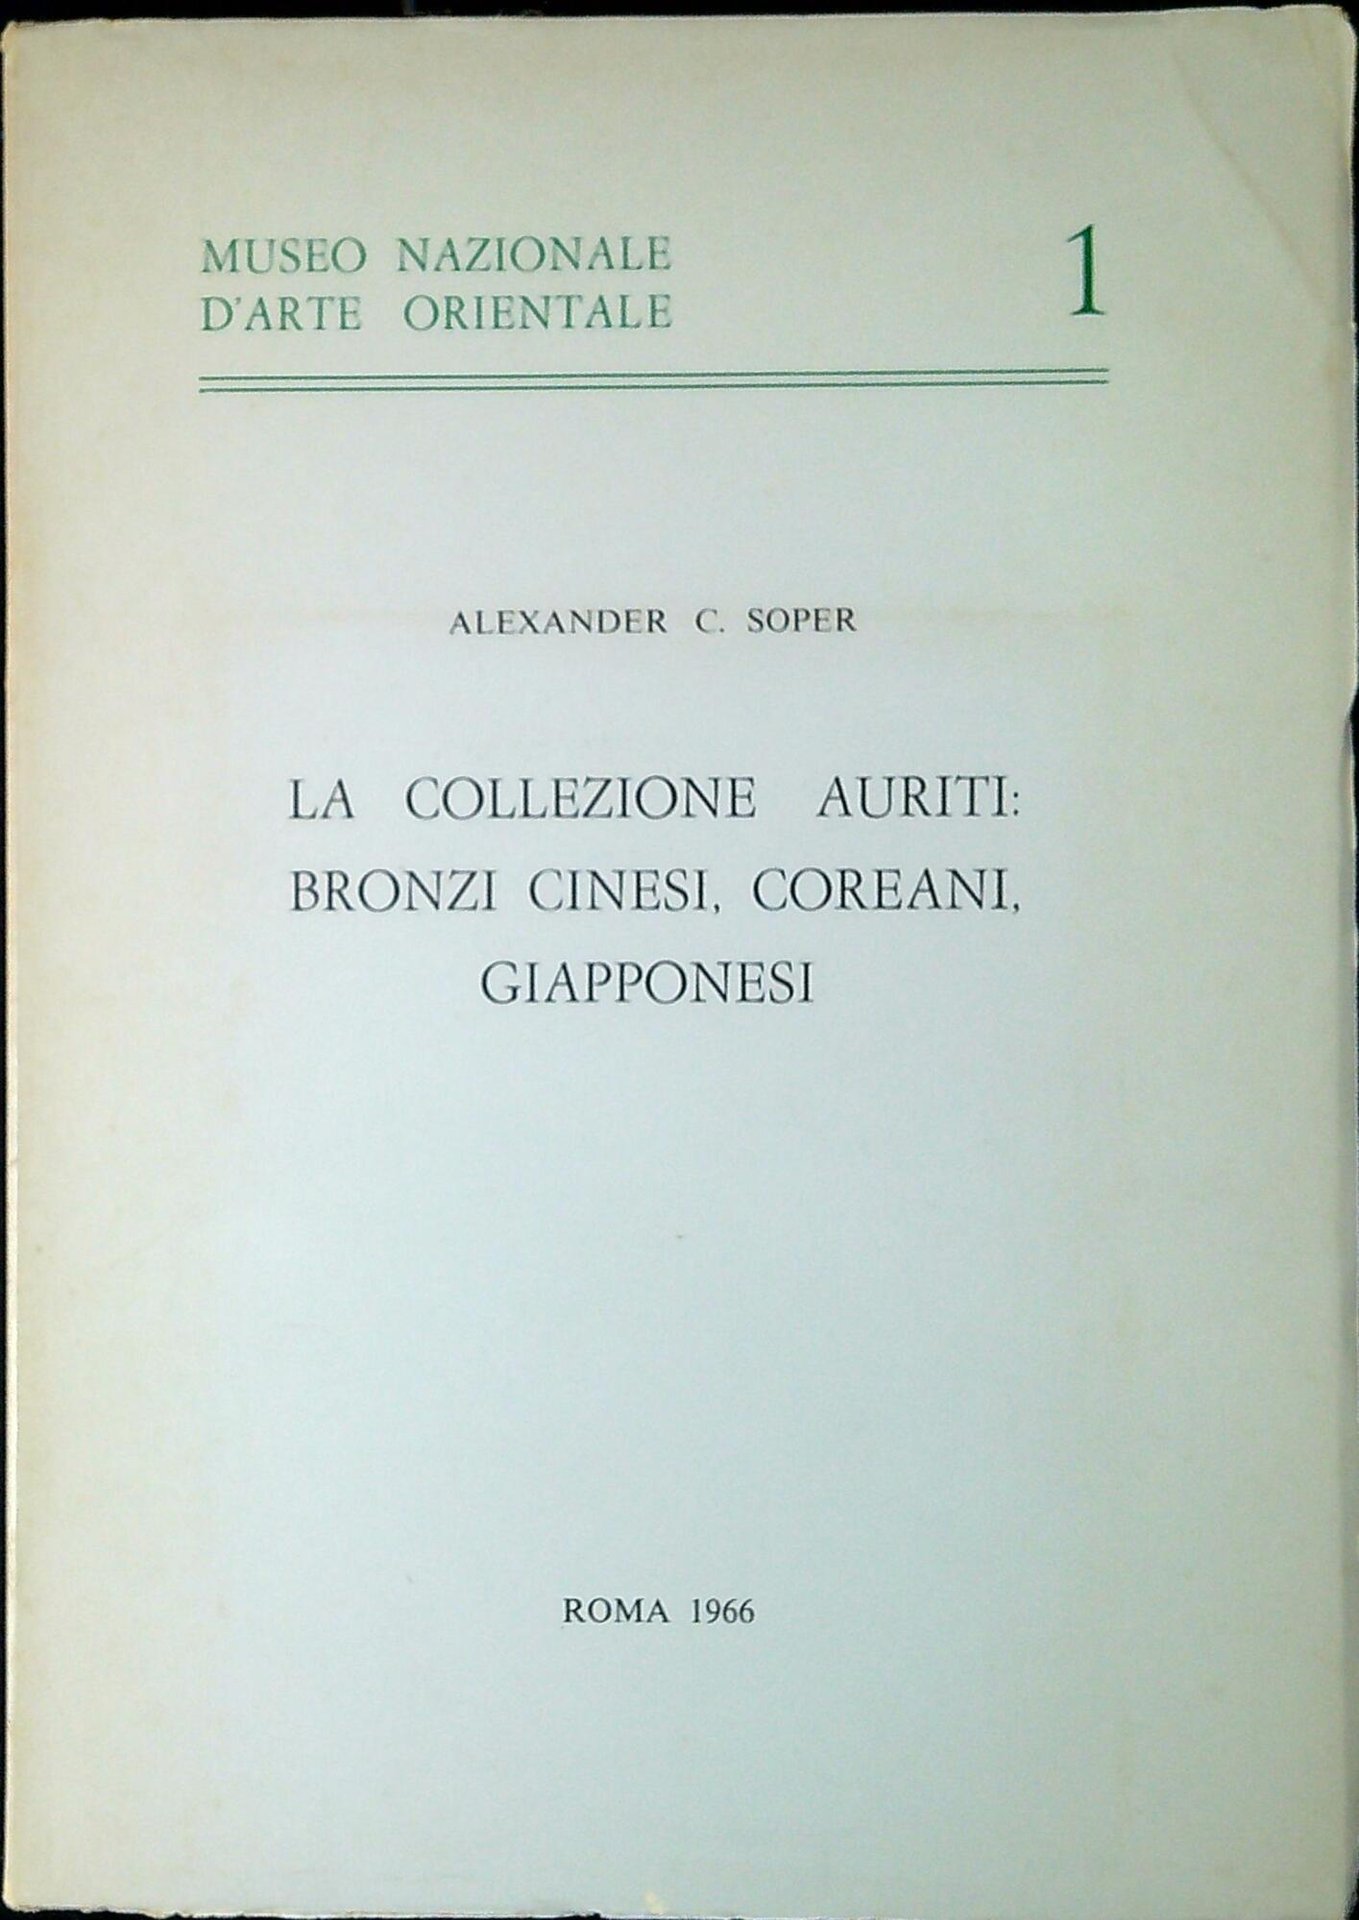 MUSEO NAZIONALE
D'ARTE ORIENTALE
1
ALEXANDER C. SOPER
LA COLLEZIONE AURITI:
BRONZI CINESI, COREANI,
GIAPPONESI
ROMA 1966